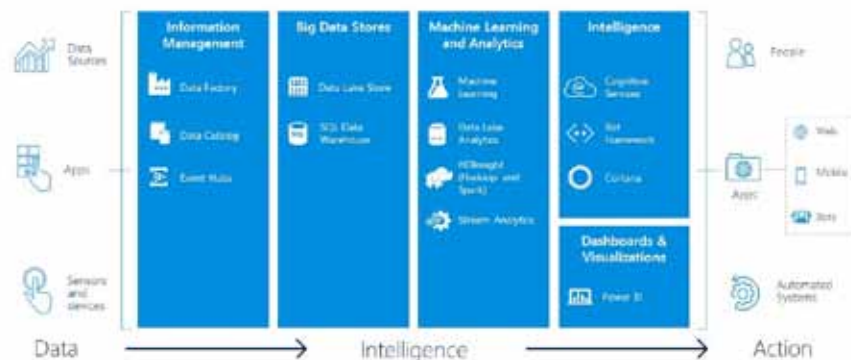 Information
Management
Big Data Stores
Machine Learning
and Analytics
Intelligence
Data
Sources
Apps
Sensors
and
devices
Data Factory
Data Catalog
Event Hubs
Data Lake Store
SQL Data
Warehouse
Machine
Learning
Data Lake
Analytics
HDInsight
(Hadoop and
Spark)
Stream Analytics
Cognitive
Services
Bot
Framework
Cortana
Dashboards &
Visualizations
Power BI
People
Apps
Web
Mobile
Bots
Automated
Systems
Data
Intelligence
Action